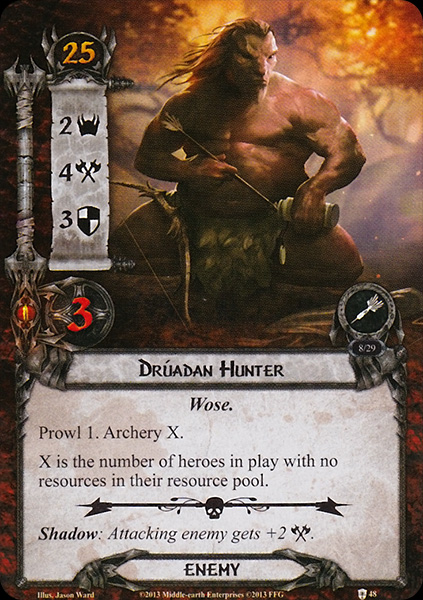 25
2
4
3
3
8/29
Drúadan Hunter
Wose.
Prowl 1. Archery X.
X is the number of heroes in play with no
resources in their resource pool.
Shadow: Attacking enemy gets +2 .
ENEMY
Illus. Jason Ward ©2013 Middle-earth Enterprises ©2013 FFG 48